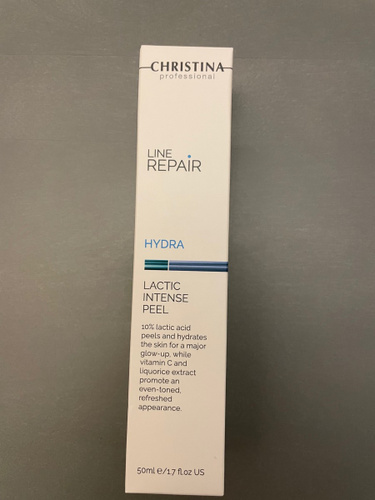 CHRISTINA
professional
LINE
REPAIR
HYDRA
LACTIC
INTENSE
PEEL
10% lactic acid
peels and hydrates
the skin for a major
glow-up, while
vitamin C and
liquorice extract
promote an
even-toned,
refreshed
appearance.
50ml e/1.7 fl.oz US